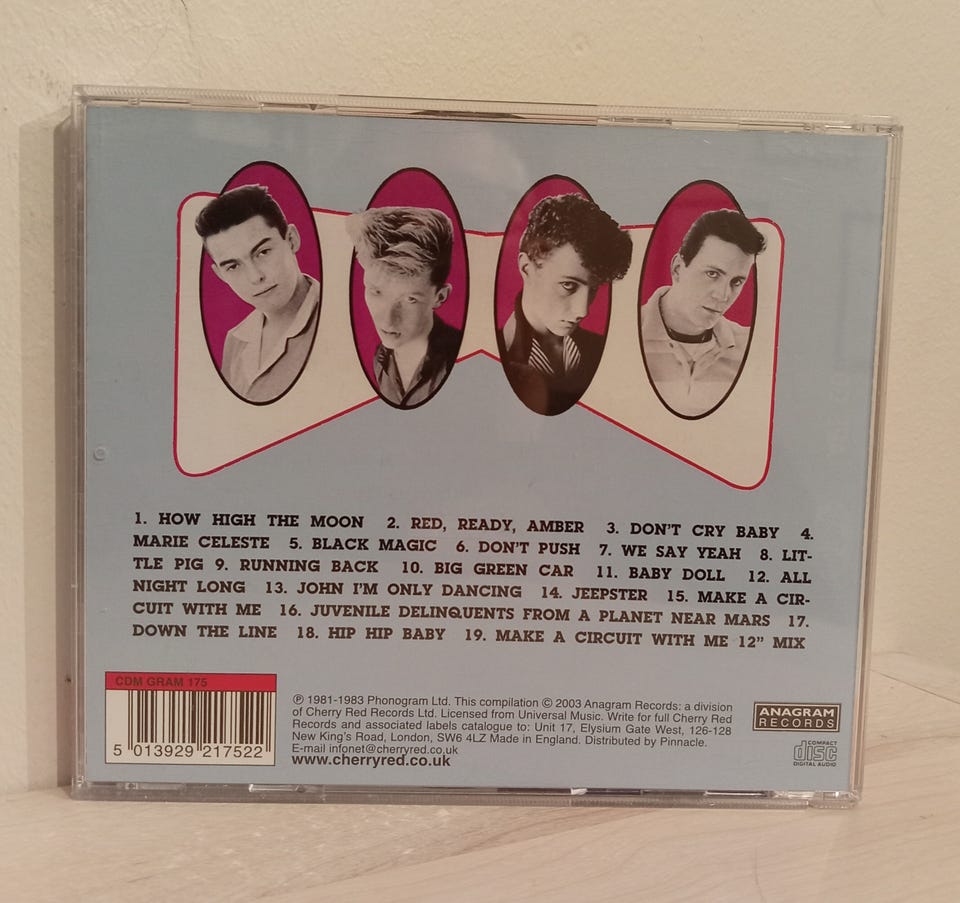 1. HOW HIGH THE MOON 2. RED, READY, AMBER 3. DON'T CRY BABY 4.
MARIE CELESTE 5. BLACK MAGIC 6. DON'T PUSH 7. WE SAY YEAH 8. LIT-
TLE PIG 9. RUNNING BACK 10. BIG GREEN CAR 11. BABY DOLL 12. ALL
NIGHT LONG 13. JOHN I'M ONLY DANCING 14. JEEPSTER 15. MAKE A CIR-
CUIT WITH ME 16. JUVENILE DELINQUENTS FROM A PLANET NEAR MARS 17.
DOWN THE LINE 18. HIP HIP BABY 19. MAKE A CIRCUIT WITH ME 12" MIX
CDM GRAM 175
5 013929 217522
℗ 1981-1983 Phonogram Ltd. This compilation © 2003 Anagram Records: a division
of Cherry Red Records Ltd. Licensed from Universal Music. Write for full Cherry Red
Records and associated labels catalogue to: Unit 17, Elysium Gate West, 126-128
New King's Road, London, SW6 4LZ Made in England. Distributed by Pinnacle.
E-mail infonet@cherryred.co.uk
www.cherryred.co.uk
ANAGRAM
RECORDS
COMPACT
disc
DIGITAL AUDIO